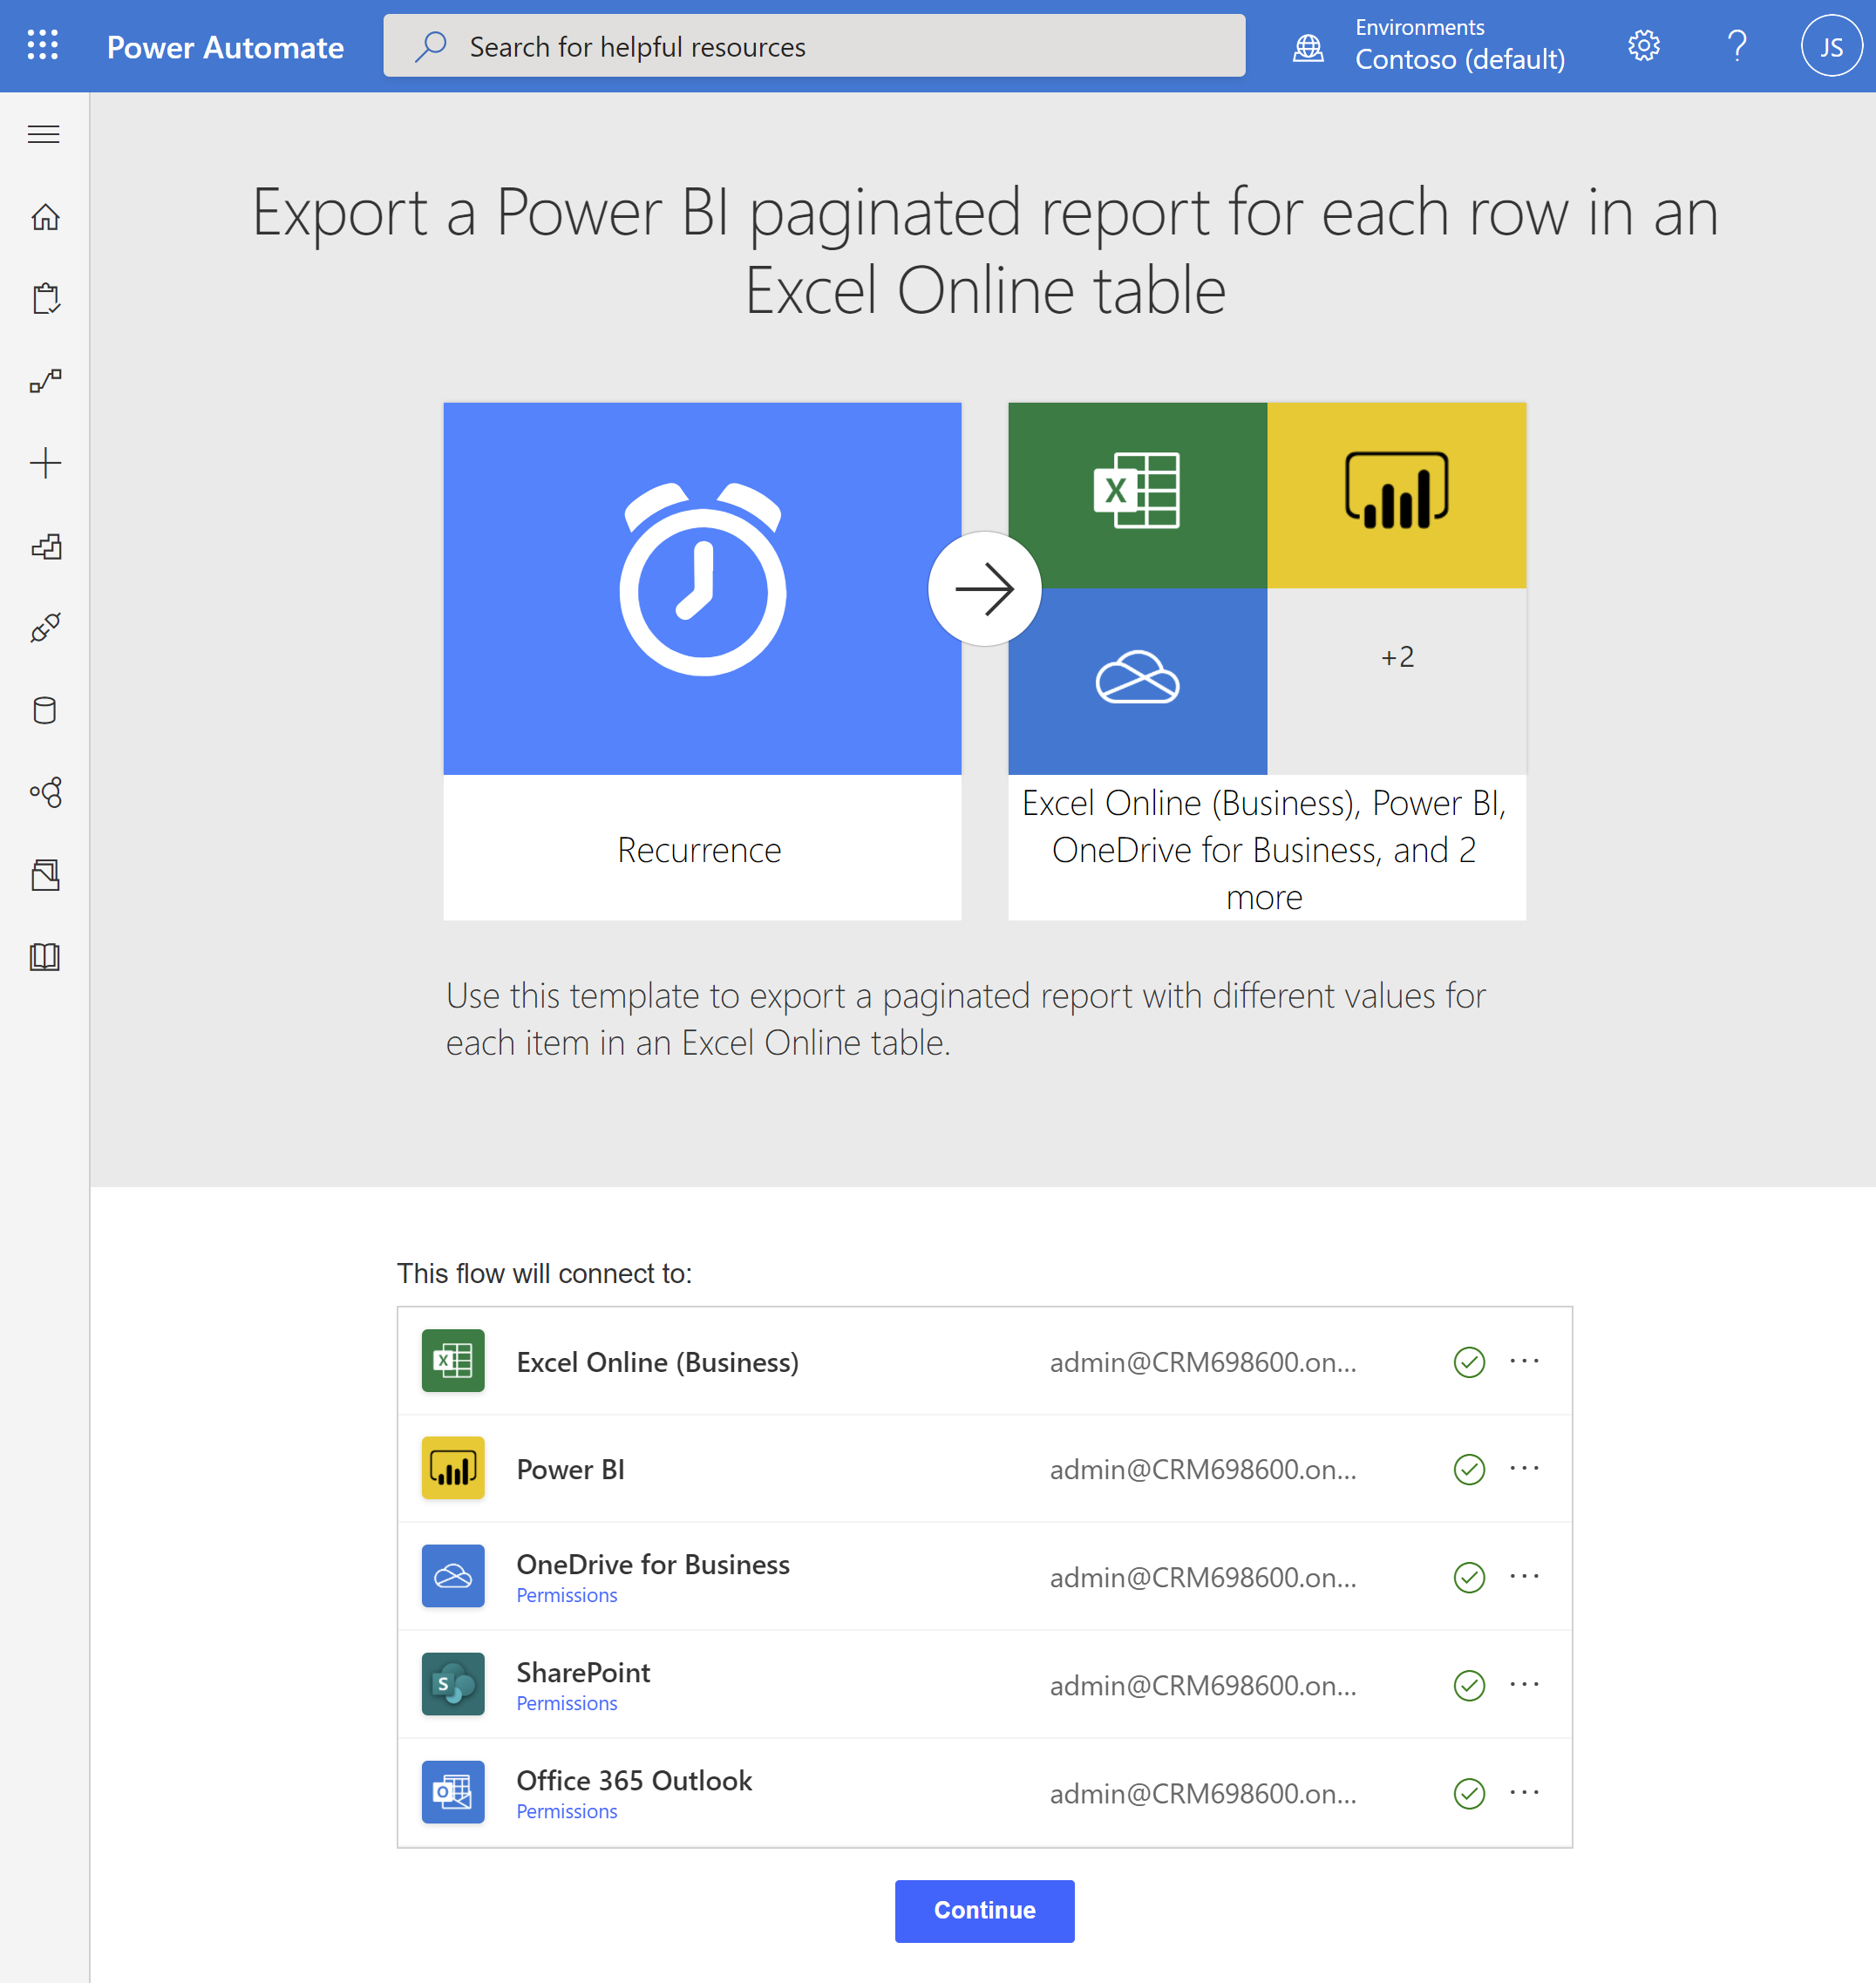 Power Automate
Search for helpful resources
Environments
Contoso (default)
JS
Export a Power BI paginated report for each row in an
Excel Online table
+2
Recurrence
Excel Online (Business), Power BI,
OneDrive for Business, and 2
more
Use this template to export a paginated report with different values for
each item in an Excel Online table.
This flow will connect to:
Excel Online (Business)
admin@CRM698600.on...
Power BI
admin@CRM698600.on...
OneDrive for Business
Permissions
admin@CRM698600.on...
SharePoint
Permissions
admin@CRM698600.on...
Office 365 Outlook
Permissions
admin@CRM698600.on...
Continue